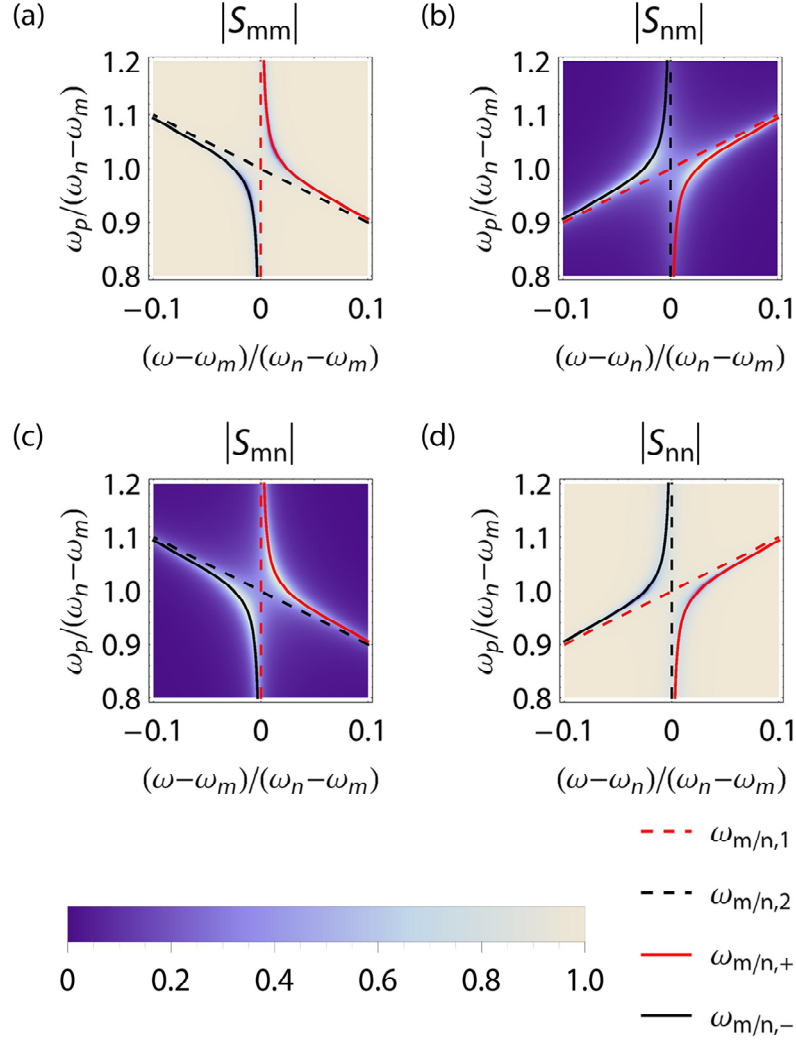 (a) |Smm| (b) |Snm|
1.2 1.2
1.1 1.1
1.0 1.0
0.9 0.9
0.8 0.8
ωp/(ωn−ωm) ωp/(ωn−ωm)
−0.1 0 0.1 −0.1 0 0.1
(ω−ωm)/(ωn−ωm) (ω−ωn)/(ωn−ωm)
(c) |Smn| (d) |Snn|
1.2 1.2
1.1 1.1
1.0 1.0
0.9 0.9
0.8 0.8
ωp/(ωn−ωm) ωp/(ωn−ωm)
−0.1 0 0.1 −0.1 0 0.1
(ω−ωm)/(ωn−ωm) (ω−ωn)/(ωn−ωm)
ωm/n,1
ωm/n,2
ωm/n,+
ωm/n,−
0 0.2 0.4 0.6 0.8 1.0